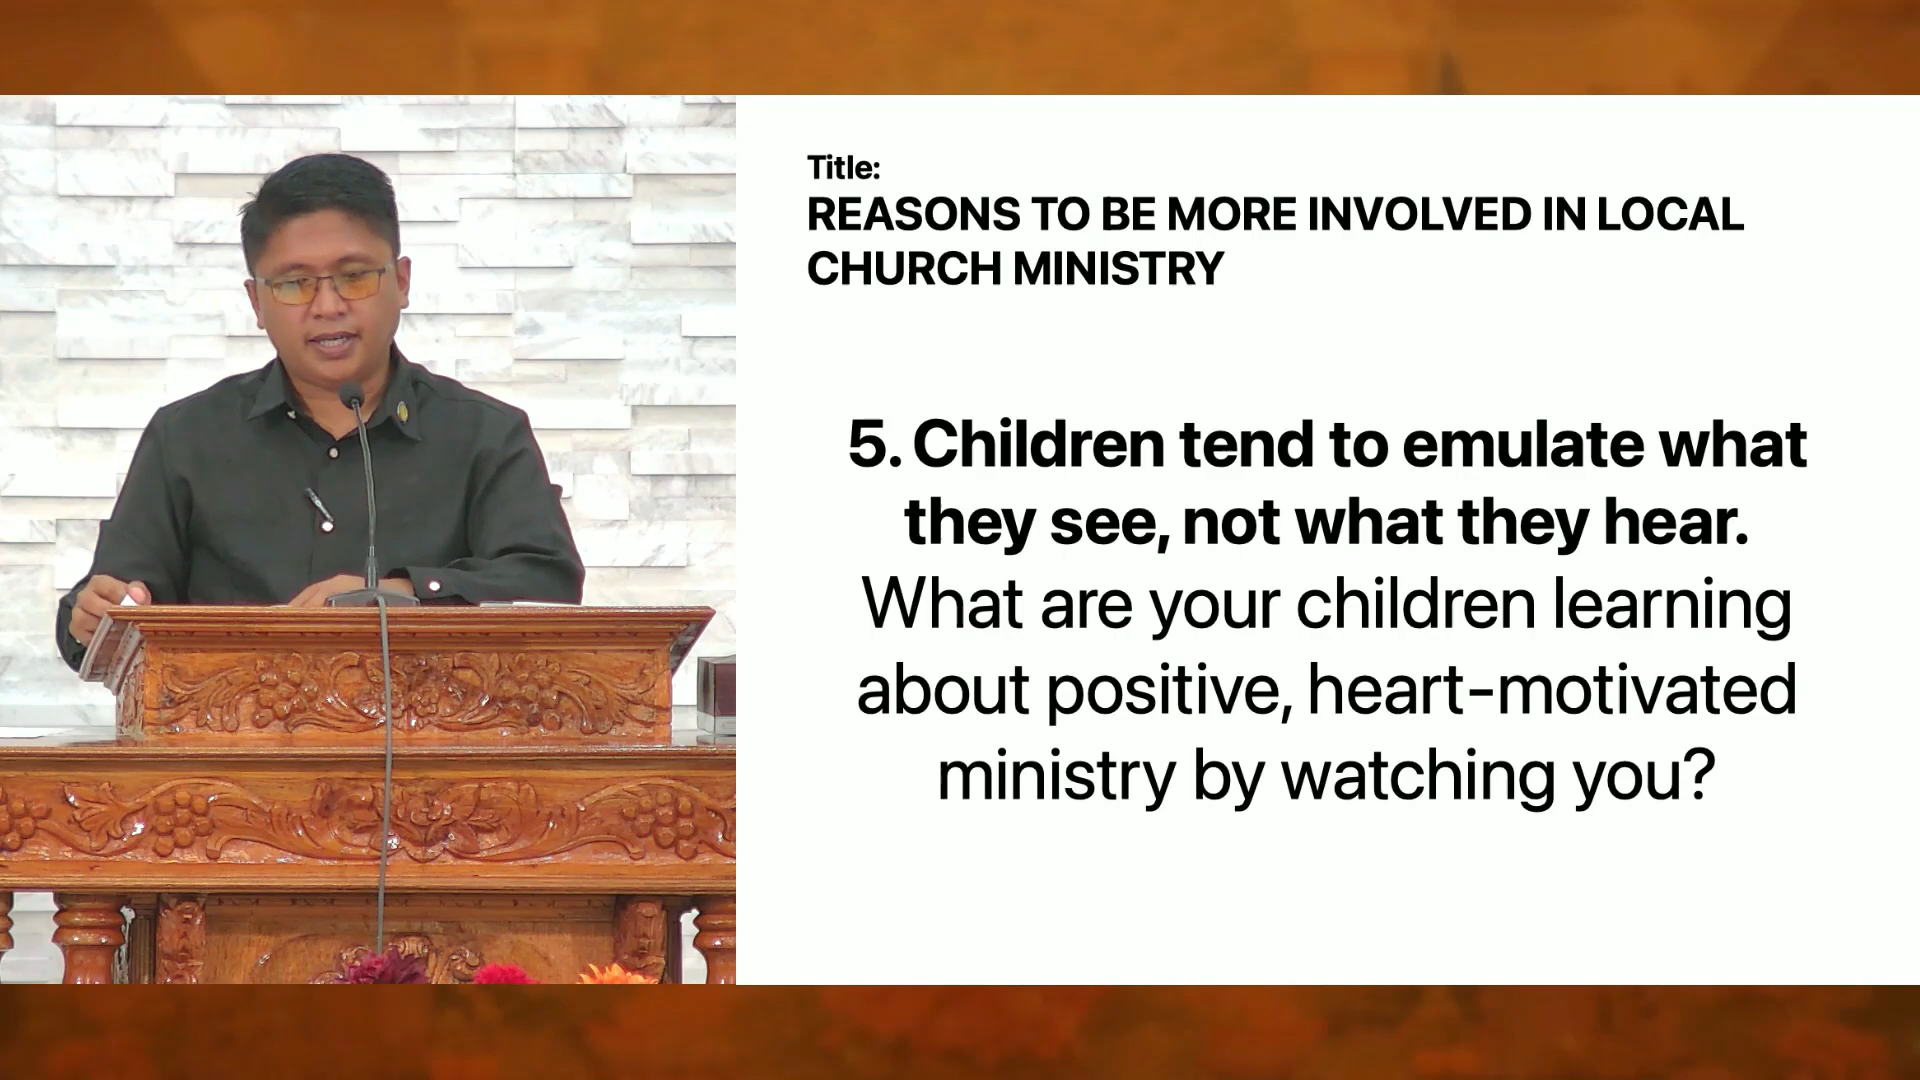 Title:
REASONS TO BE MORE INVOLVED IN LOCAL
CHURCH MINISTRY
5. Children tend to emulate what
they see, not what they hear.
What are your children learning
about positive, heart-motivated
ministry by watching you?